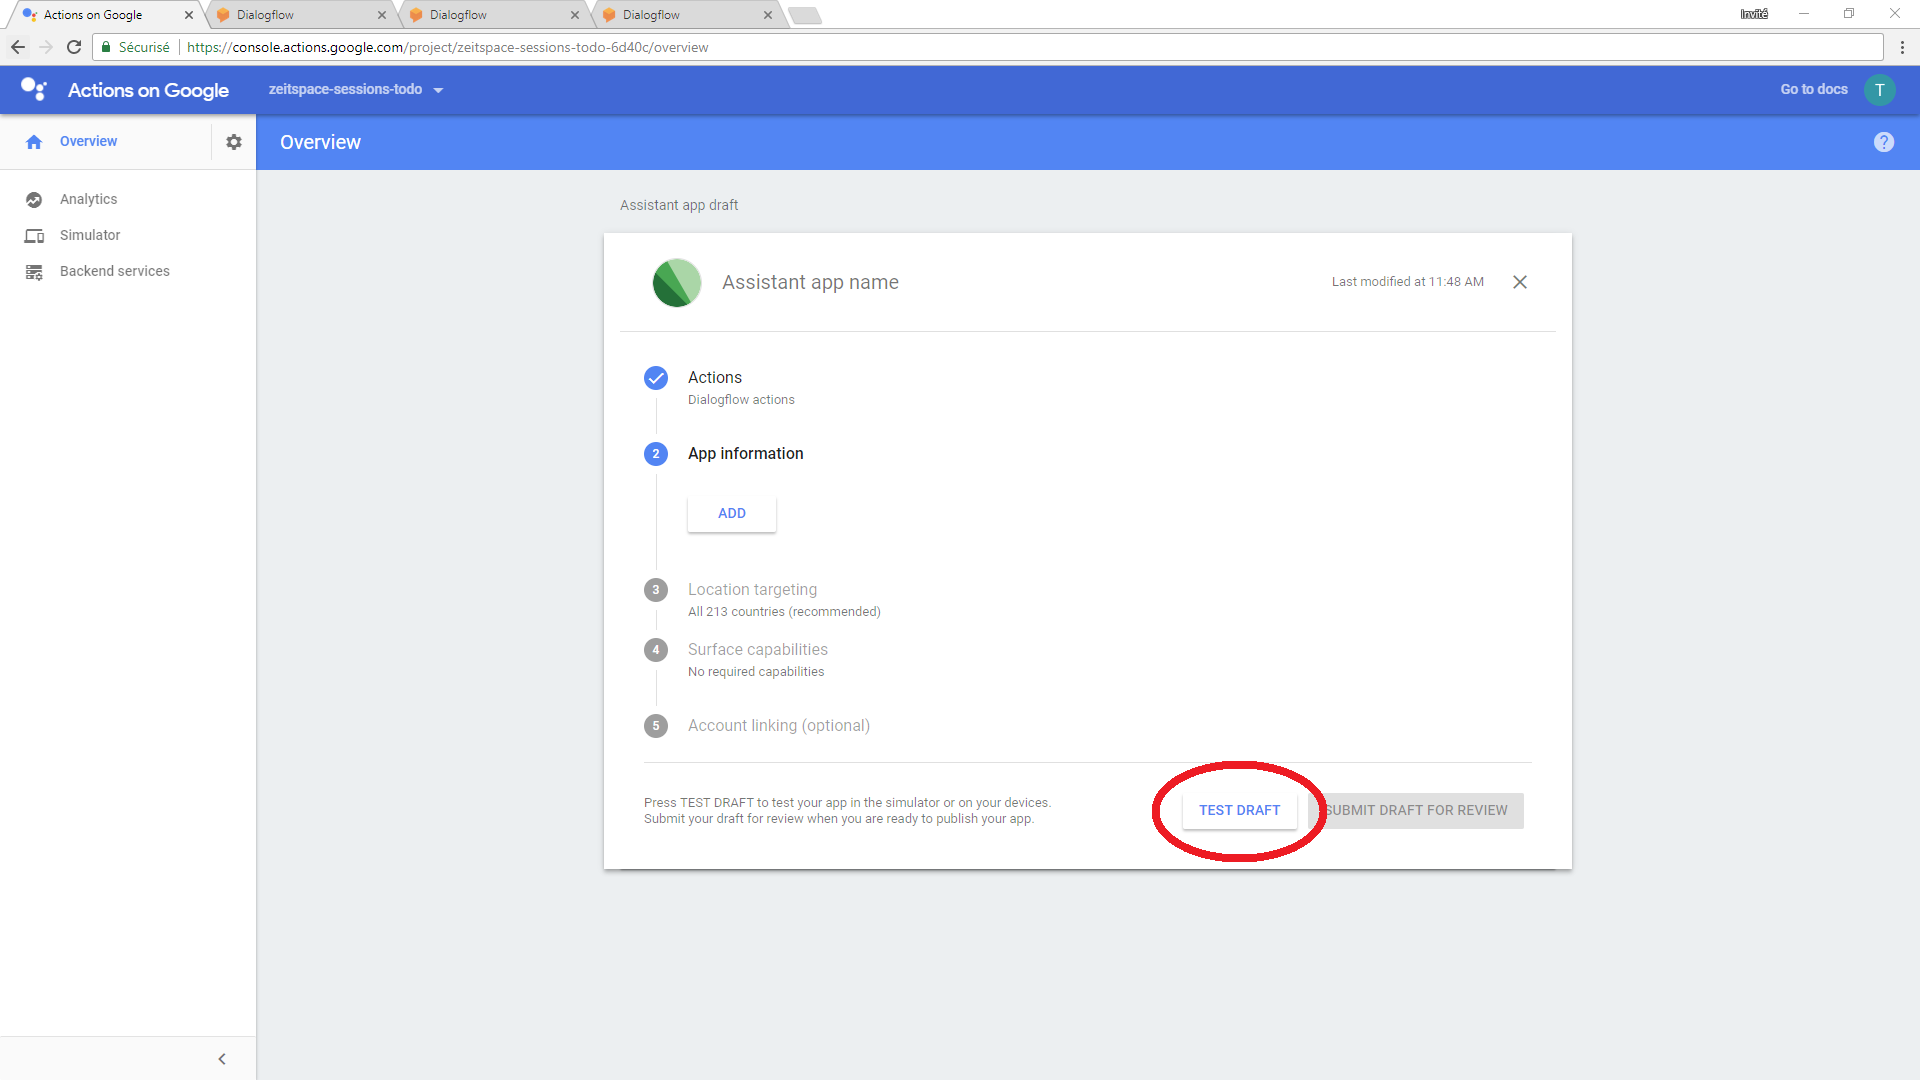 Actions on Google
Dialogflow
Dialogflow
Dialogflow
Invité
Sécurisé
https://console.actions.google.com/project/zeitspace-sessions-todo-6d40c/overview
Actions on Google
zeitspace-sessions-todo
Go to docs
T
Overview
Overview
?
Analytics
Simulator
Backend services
Assistant app draft
Assistant app name
Last modified at 11:48 AM
Actions
Dialogflow actions
2
App information
ADD
3
Location targeting
All 213 countries (recommended)
4
Surface capabilities
No required capabilities
5
Account linking (optional)
Press TEST DRAFT to test your app in the simulator or on your devices.
Submit your draft for review when you are ready to publish your app.
TEST DRAFT
SUBMIT DRAFT FOR REVIEW